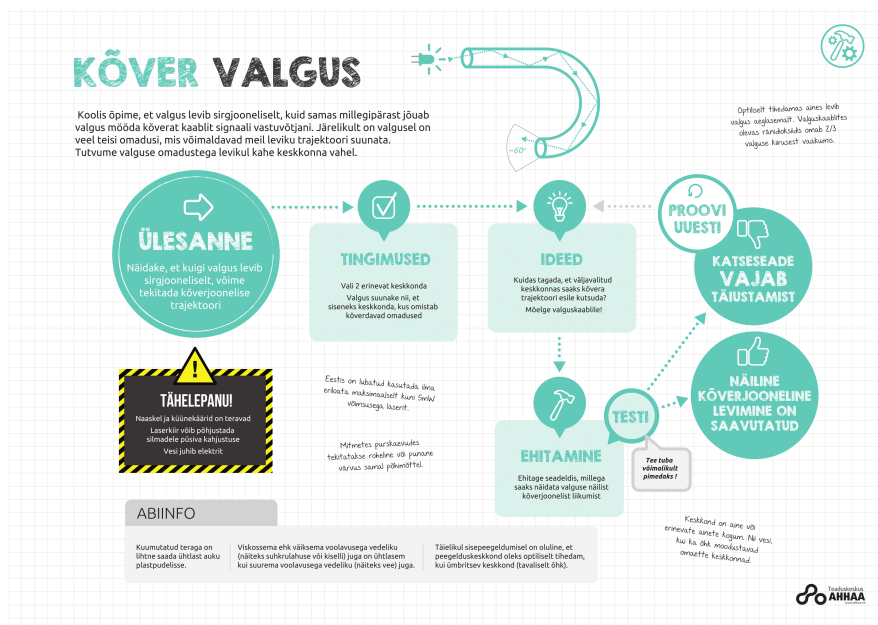 KÕVER VALGUS
Koolis õpime, et valgus levib sirgjooneliselt, kuid samas millegipärast jõuab
valgus mööda kõverat kaablit signaali vastuvõtjani. Järelikult on valgusel on
veel teisi omadusi, mis võimaldavad meil leviku trajektoori suunata.
Tutvume valguse omadustega levikul kahe keskkonna vahel.
~60°
Optiliselt tihedamas aines levib
valgus aeglasemalt. Valguskaablites
olevas ränidioksiids omab 2/3
valguse kiirusest vaakumis.
ÜLESANNE
Näidake, et kuigi valgus levib
sirgjooneliselt, võime
tekitada kõverjoonelise
trajektoori
TINGIMUSED
Vali 2 erinevat keskkonda
Valgus suunake nii, et
siseneks keskkonda, kus omistab
kõverdavad omadused
IDEED
Kuidas tagada, et väljavalitud
keskkonnas saaks kõvera
trajektoori esile kutsuda?
Mõelge valguskaablile!
PROOVI
UUESTI
KATSESEADE
VAJAB
TÄIUSTAMIST
NÄILINE
KÕVERJOONELINE
LEVIMINE ON
SAAVUTATUD
TÄHELEPANU!
Naaskel ja küünekäärid on teravad
Laserkiir võib põhjustada
silmadele püsiva kahjustuse
Vesi juhib elektrit
Eestis on lubatud kasutada ilma
eriloata maksimaalselt kuni 5mW
võimsusega laserit.
Mitmetes purskaevudes
tekitatakse roheline või punane
värvus samal põhimõttel.
EHITAMINE
Ehitage seadeldis, millega
saaks näidata valguse näilist
kõverjoonelist liikumist
TESTI
Tee tuba
võimalikult
pimedaks !
ABIINFO
Kuumutatud teraga on
lihtne saada ühtlast auku
plastpudelisse.
Viskossema ehk väiksema voolavusega vedeliku
(näiteks suhkrulahuse või kiselli) juga on ühtlasem
kui suurema voolavusega vedeliku (näiteks vee) juga.
Täielikul sisepeegeldumisel on oluline, et
peegelduskeskkond oleks optiliselt tihedam,
kui ümbritsev keskkond (tavaliselt õhk).
Keskkond on aine või
erinevate ainete kogum. Nii vesi,
kui ka õhk moodustavad
omaette keskkonnad.
Teaduskeskus
AHHAA